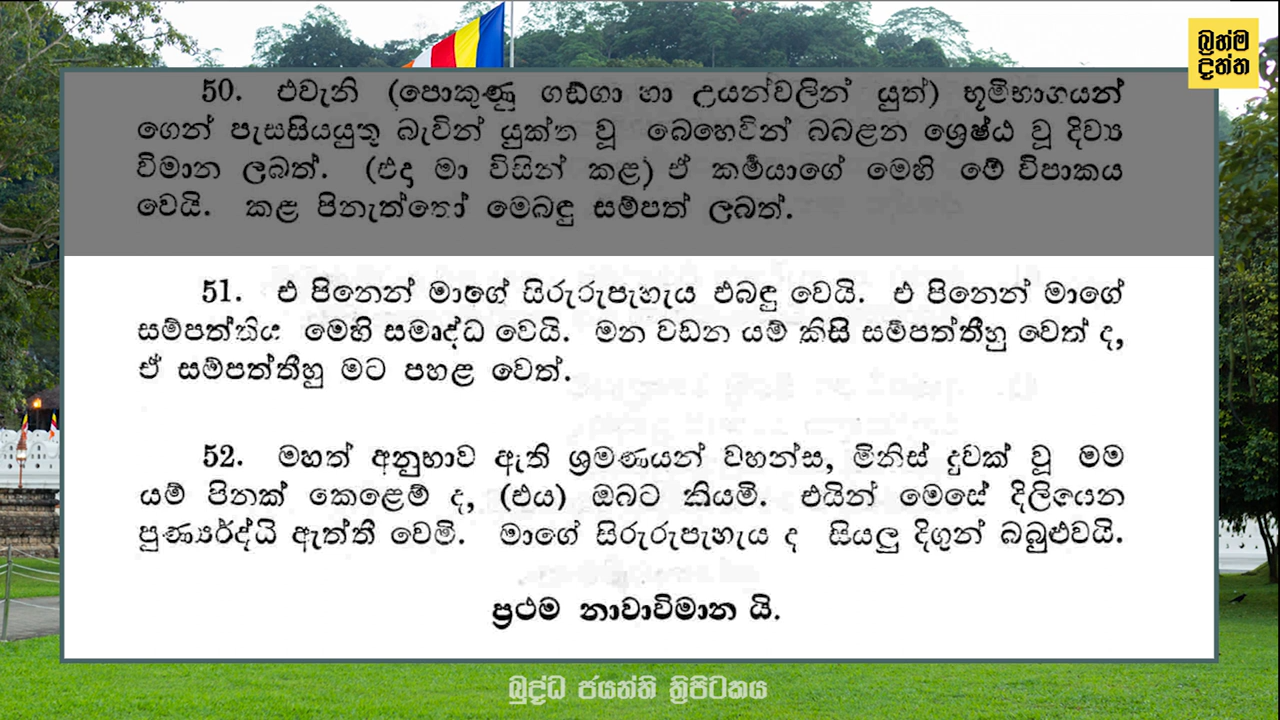 බ්‍රහ්ම
දත්ත
50. එවැනි (පොකුණු ගඞ්ගා හා උයන්වලින් යුත්) භූමිභාගයන්
ගෙන් පැසසියයුතු බැවින් යුක්ත වූ බෙහෙවින් බබළන ශ්‍රෙෂ්ඨ වූ දිව්‍ය
විමාන ලබත්. (එදා මා විසින් කළ) ඒ කර්‍මයාගේ මෙහි මේ විපාකය
වෙයි. කළ පිනැත්තෝ මෙබඳු සම්පත් ලබත්.
51. එ පිනෙන් මාගේ සිරුරුපැහැය එබඳු වෙයි. එ පිනෙන් මාගේ
සම්පත්තිය මෙහි සමෘද්ධ වෙයි. මන වඩන යම් කිසි සම්පත්තීහු වෙත් ද,
ඒ සම්පත්තීහු මට පහළ වෙත්.
52. මහත් අනුභාව ඇති ශ්‍රමණයන් වහන්ස, මිනිස් දුවක් වූ මම
යම් පිනක් කෙළෙම් ද, (එය) ඔබට කියමි. එයින් මෙසේ දිලියෙන
පුණ්‍යර්ද්ධි ඇත්තී වෙමි. මාගේ සිරුරුපැහැය ද සියලු දිගුන් බබුළුවයි.
ප්‍රථම නාවාවිමාන යි.
බුද්ධ ජයන්ති ත්‍රිපිටකය